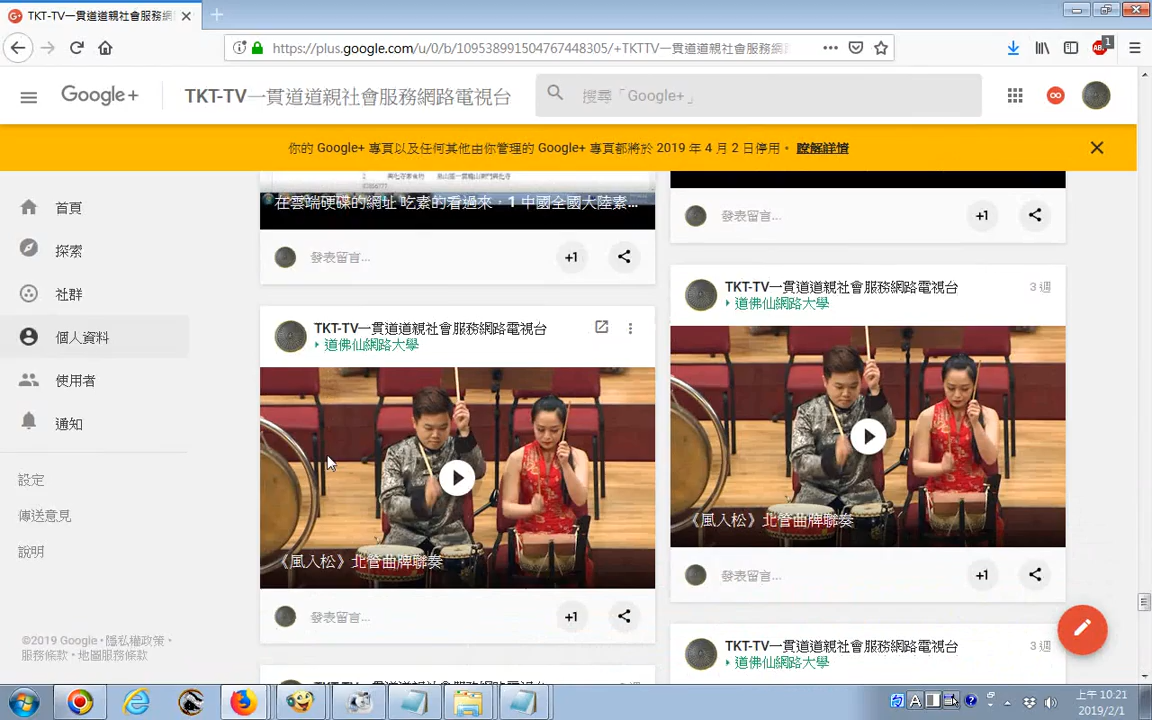 TKT-TV一貫道道親社會服務網
https://plus.google.com/u/0/b/109538991504767448305/+TKTTV一貫道道親社會服務網
1
Google+
TKT-TV一貫道道親社會服務網路電視台
搜尋「Google+」
你的 Google+ 專頁以及任何其他由你管理的 Google+ 專頁都將於 2019 年 4 月 2 日停用。 瞭解詳情
首頁
探索
社群
個人資料
使用者
通知
設定
傳送意見
說明
©2019 Google • 隱私權政策 •
服務條款 • 地圖服務條款
在雲端硬碟的網址 吃素的看過來，1 中國全國大陸素...
發表留言...
+1
TKT-TV一貫道道親社會服務網路電視台
道佛仙網路大學
《風入松》北管曲牌聯奏
發表留言...
+1
發表留言...
+1
TKT-TV一貫道道親社會服務網路電視台
3 週
道佛仙網路大學
《風入松》北管曲牌聯奏
發表留言...
+1
TKT-TV一貫道道親社會服務網路電視台
3 週
道佛仙網路大學
上午 10:21
2019/2/1